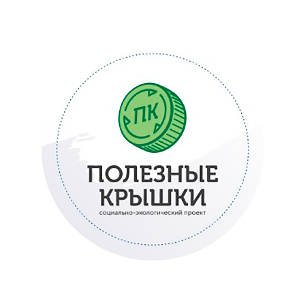 ПК
ПОЛЕЗНЫЕ
КРЫШКИ
социально-экологический проект